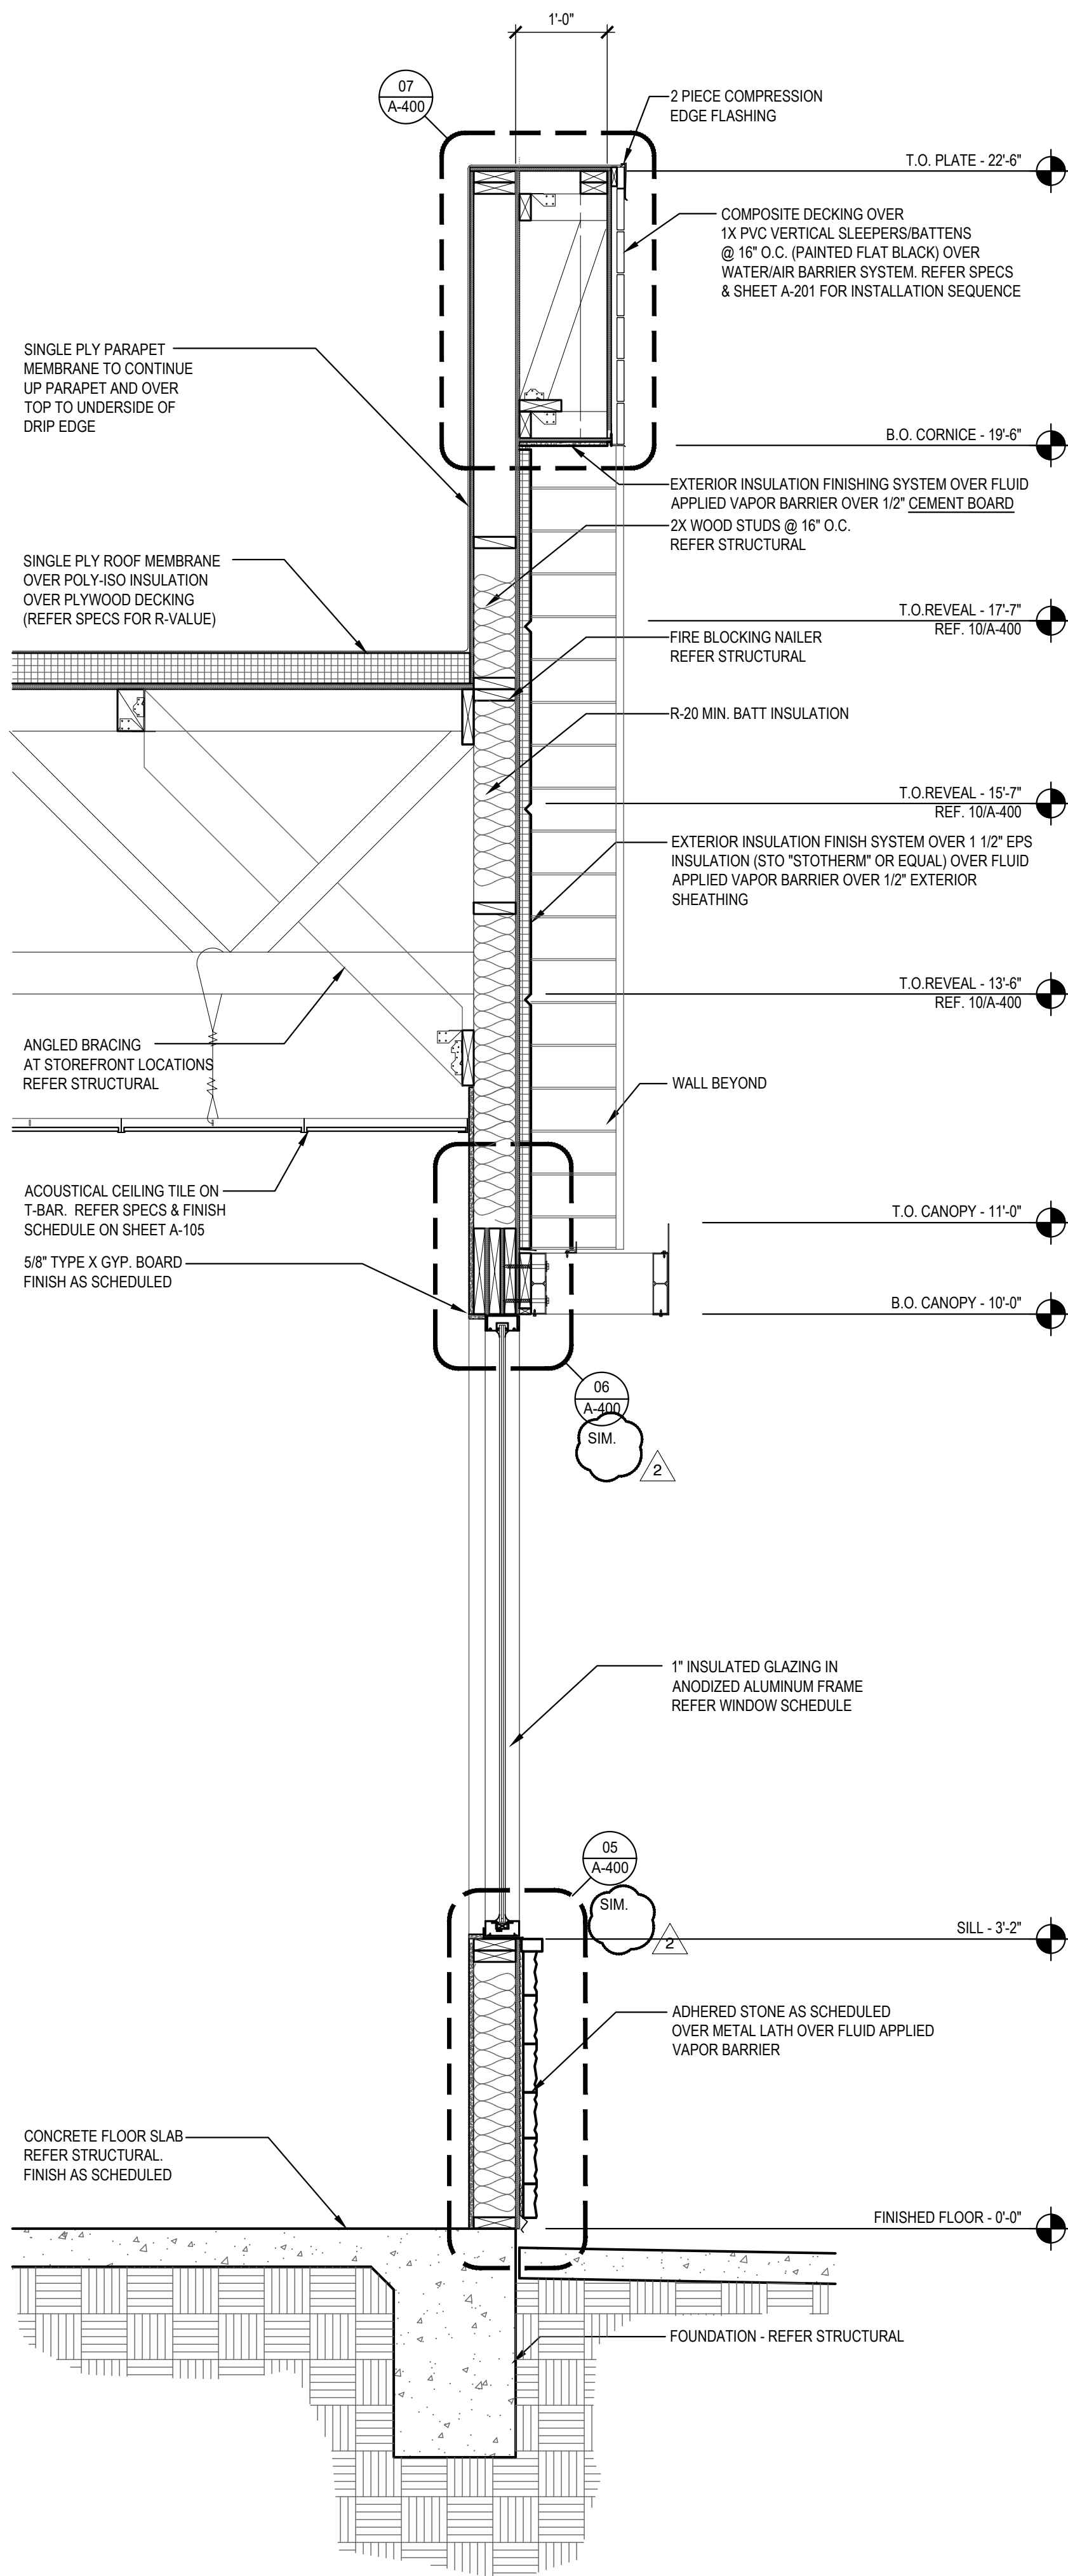 1'-0"
07
A-400
2 PIECE COMPRESSION
EDGE FLASHING
T.O. PLATE - 22'-6"
COMPOSITE DECKING OVER
1X PVC VERTICAL SLEEPERS/BATTENS
@ 16" O.C. (PAINTED FLAT BLACK) OVER
WATER/AIR BARRIER SYSTEM. REFER SPECS
& SHEET A-201 FOR INSTALLATION SEQUENCE
SINGLE PLY PARAPET
MEMBRANE TO CONTINUE
UP PARAPET AND OVER
TOP TO UNDERSIDE OF
DRIP EDGE
B.O. CORNICE - 19'-6"
EXTERIOR INSULATION FINISHING SYSTEM OVER FLUID
APPLIED VAPOR BARRIER OVER 1/2" CEMENT BOARD
2X WOOD STUDS @ 16" O.C.
REFER STRUCTURAL
SINGLE PLY ROOF MEMBRANE
OVER POLY-ISO INSULATION
OVER PLYWOOD DECKING
(REFER SPECS FOR R-VALUE)
T.O.REVEAL - 17'-7"
REF. 10/A-400
FIRE BLOCKING NAILER
REFER STRUCTURAL
R-20 MIN. BATT INSULATION
T.O.REVEAL - 15'-7"
REF. 10/A-400
EXTERIOR INSULATION FINISH SYSTEM OVER 1 1/2" EPS
INSULATION (STO "STOTHERM" OR EQUAL) OVER FLUID
APPLIED VAPOR BARRIER OVER 1/2" EXTERIOR
SHEATHING
T.O.REVEAL - 13'-6"
REF. 10/A-400
ANGLED BRACING
AT STOREFRONT LOCATIONS
REFER STRUCTURAL
WALL BEYOND
ACOUSTICAL CEILING TILE ON
T-BAR. REFER SPECS & FINISH
SCHEDULE ON SHEET A-105
T.O. CANOPY - 11'-0"
5/8" TYPE X GYP. BOARD
FINISH AS SCHEDULED
B.O. CANOPY - 10'-0"
06
A-400
SIM.
2
1" INSULATED GLAZING IN
ANODIZED ALUMINUM FRAME
REFER WINDOW SCHEDULE
05
A-400
SIM.
2
SILL - 3'-2"
ADHERED STONE AS SCHEDULED
OVER METAL LATH OVER FLUID APPLIED
VAPOR BARRIER
CONCRETE FLOOR SLAB
REFER STRUCTURAL.
FINISH AS SCHEDULED
FINISHED FLOOR - 0'-0"
FOUNDATION - REFER STRUCTURAL